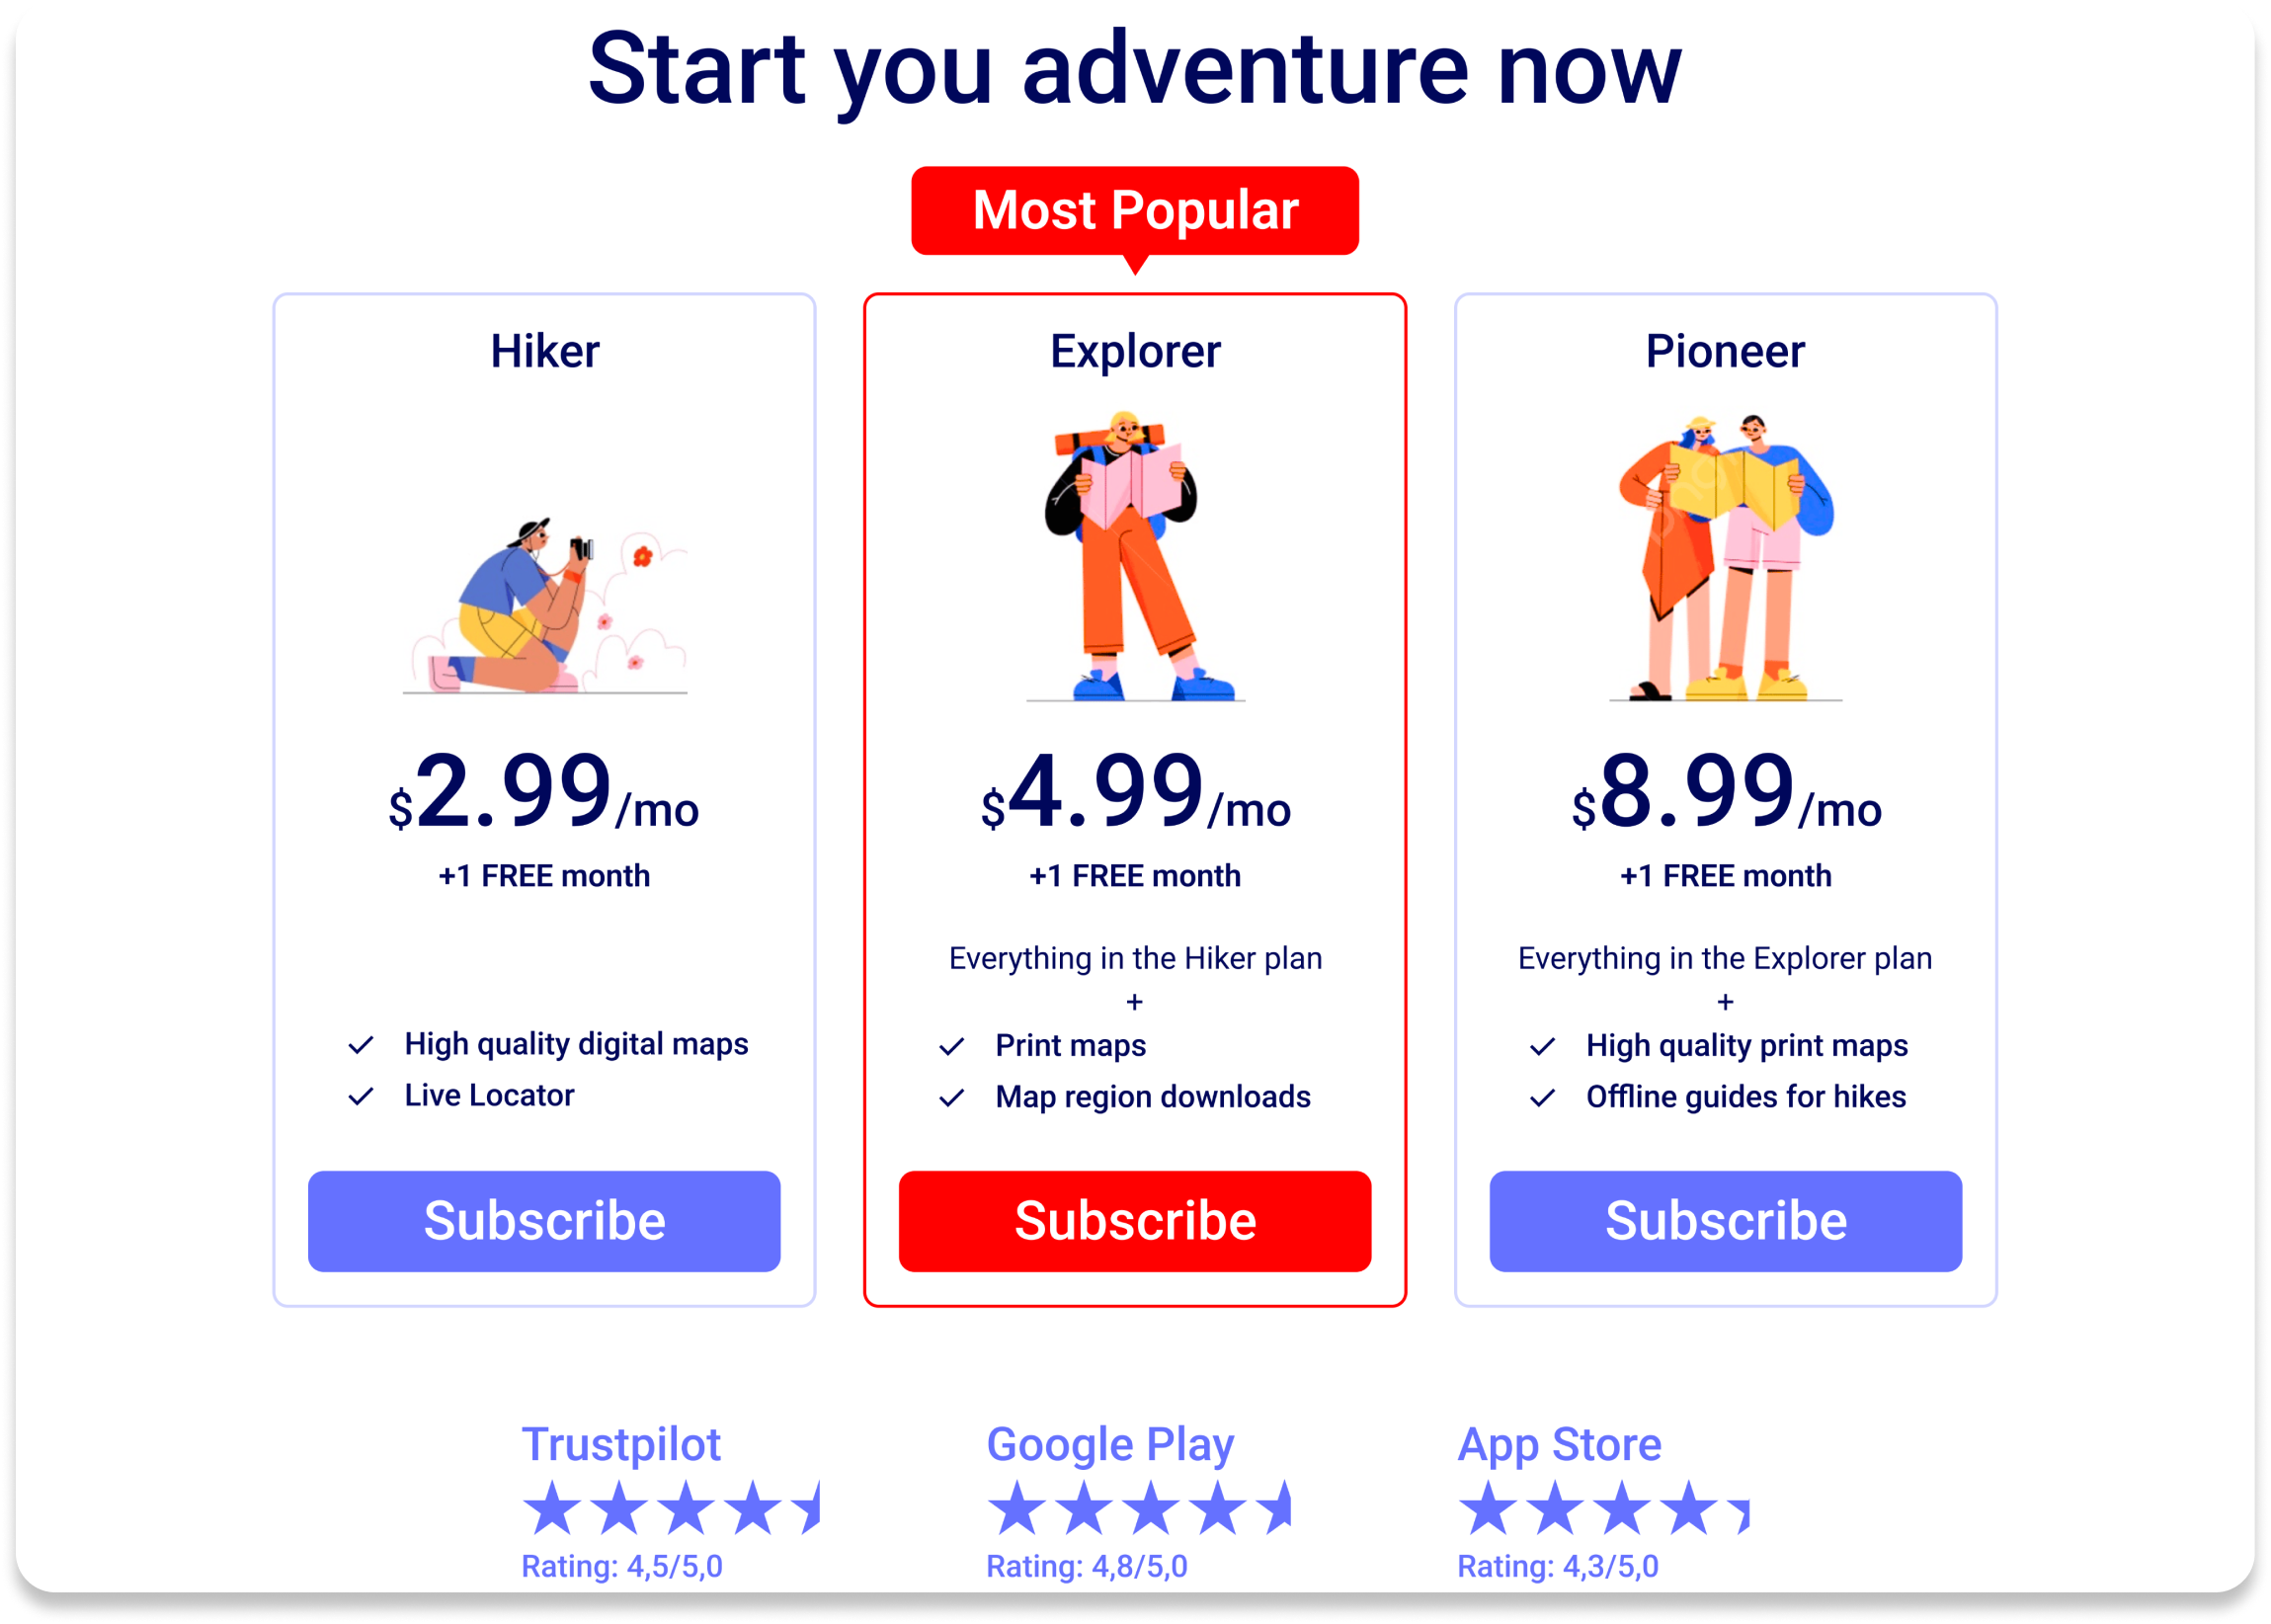 Start you adventure now
Most Popular
Hiker
$2.99/mo
+1 FREE month
High quality digital maps
Live Locator
Subscribe
Explorer
$4.99/mo
+1 FREE month
Everything in the Hiker plan
+
Print maps
Map region downloads
Subscribe
Pioneer
$8.99/mo
+1 FREE month
Everything in the Explorer plan
+
High quality print maps
Offline guides for hikes
Subscribe
Trustpilot
Rating: 4,5/5,0
Google Play
Rating: 4,8/5,0
App Store
Rating: 4,3/5,0